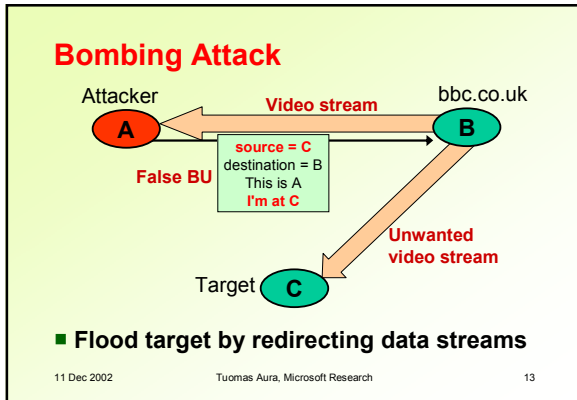 Bombing Attack
Attacker
bbc.co.uk
Video stream
A
B
source = C
destination = B
This is A
I'm at C
False BU
Unwanted
video stream
Target
C
Flood target by redirecting data streams
11 Dec 2002
Tuomas Aura, Microsoft Research
13